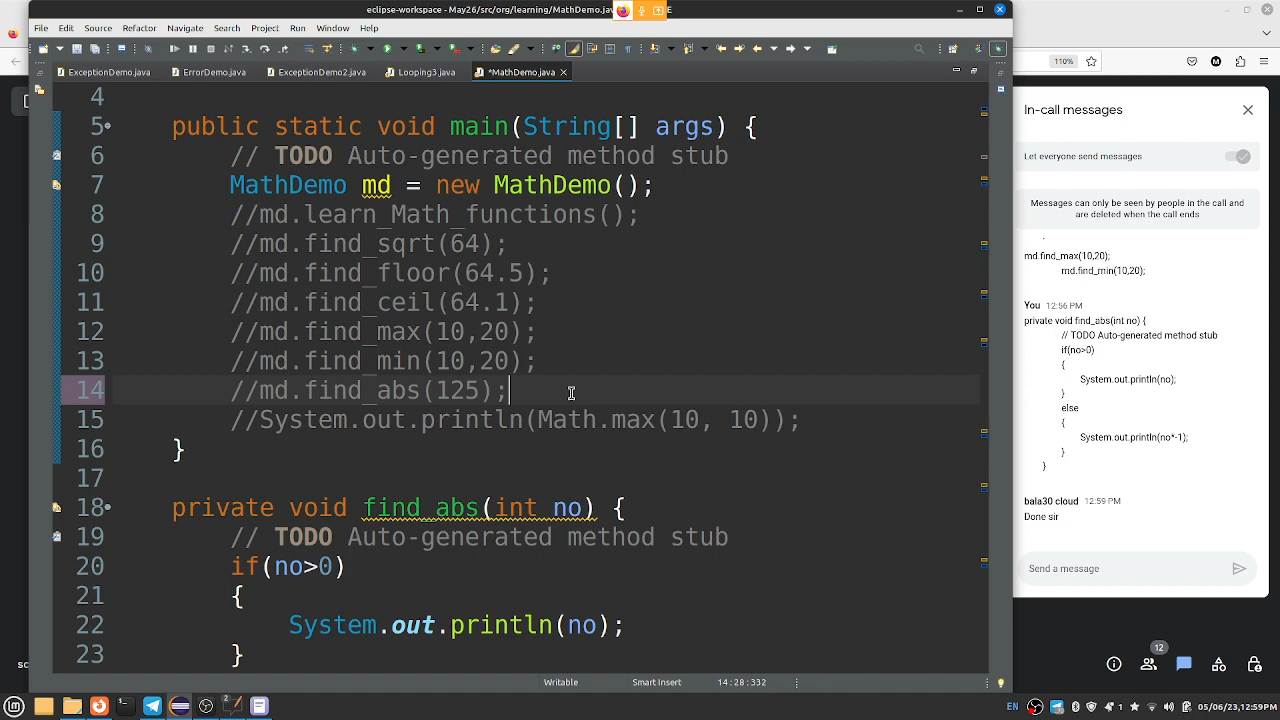 eclipse-workspace - May26/src/org/learning/MathDemo.java
File Edit Source Refactor Navigate Search Project Run Window Help
110%
ExceptionDemo.java ErrorDemo.java ExceptionDemo2.java Looping3.java *MathDemo.java
4
5 public static void main(String[] args) {
6 // TODO Auto-generated method stub
7 MathDemo md = new MathDemo();
8 //md.learn_Math_functions();
9 //md.find_sqrt(64);
10 //md.find_floor(64.5);
11 //md.find_ceil(64.1);
12 //md.find_max(10,20);
13 //md.find_min(10,20);
14 //md.find_abs(125);
15 //System.out.println(Math.max(10, 10));
16 }
17
18 private void find_abs(int no) {
19 // TODO Auto-generated method stub
20 if(no>0)
21 {
22 System.out.println(no);
23 }
Writable Smart Insert 14:28:332
In-call messages
Let everyone send messages
Messages can only be seen by people in the call and
are deleted when the call ends
md.find_max(10,20);
md.find_min(10,20);
You 12:56 PM
private void find_abs(int no) {
// TODO Auto-generated method stub
if(no>0)
{
System.out.println(no);
}
else
{
System.out.println(no*-1);
}
}
bala30 cloud 12:59 PM
Done sir
Send a message
12
2
EN 1 05/06/23,12:59PM